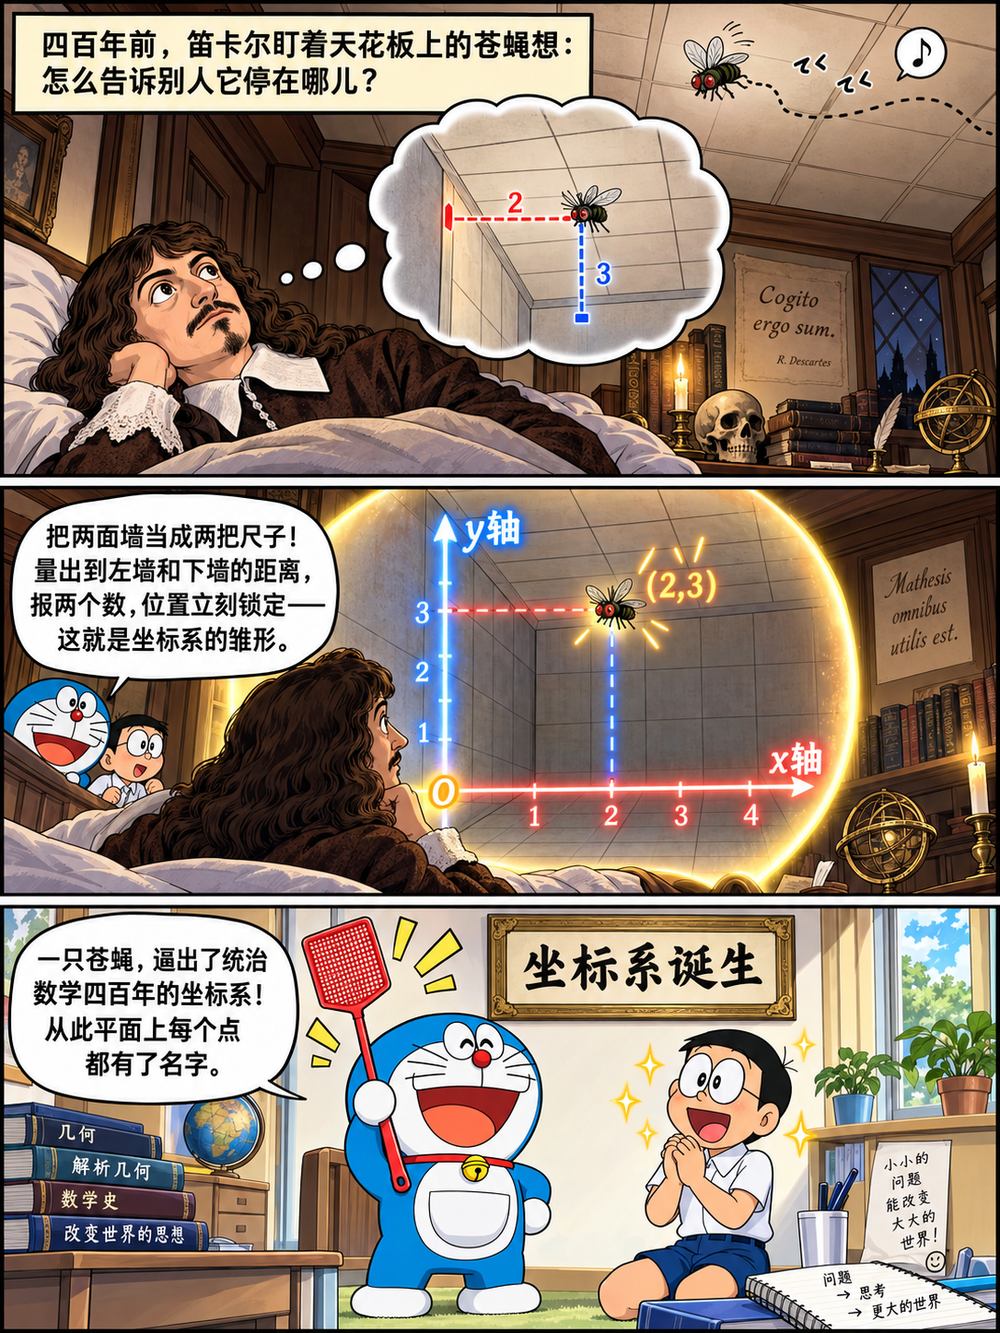 四百年前，笛卡尔盯着天花板上的苍蝇想：
怎么告诉别人它停在哪儿？
♪
てく てく
2
3
Cogito
ergo sum.
R. Descartes
把两面墙当成两把尺子！
量出到左墙和下墙的距离，
报两个数，位置立刻锁定——
这就是坐标系的雏形。
y轴
(2,3)
3
2
1
O
x轴
1 2 3 4
Mathesis
omnibus
utilis est.
一只苍蝇，逼出了统治
数学四百年的坐标系！
从此平面上每个点
都有了名字。
坐标系诞生
几何
解析几何
数学史
改变世界的思想
小小的
问题
能改变
大大的
世界！
问题
→ 思考
→ 更大的世界